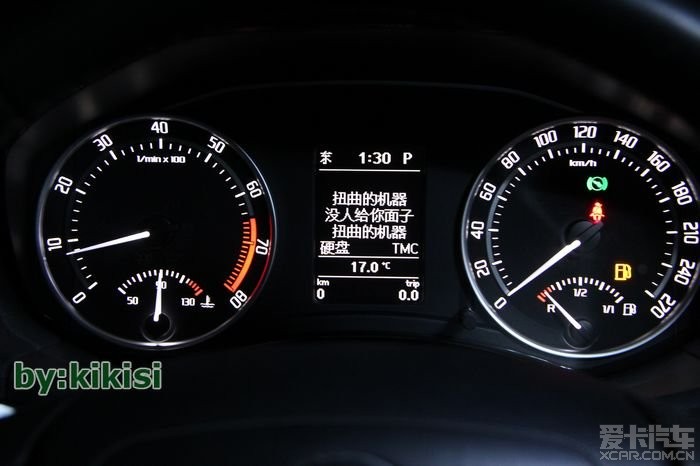 10
20
30
40
50
60
70
80
1/min x 100
50
90
130
东 1:30 P
扭曲的机器
没人给你面子
扭曲的机器
硬盘 TMC
17.0 °C
km trip
0 0.0
0
20
40
60
80
100
120
140
160
180
210
240
270
km/h
R
1/2
1/1
by:kikisi
爱卡汽车
XCAR.COM.CN